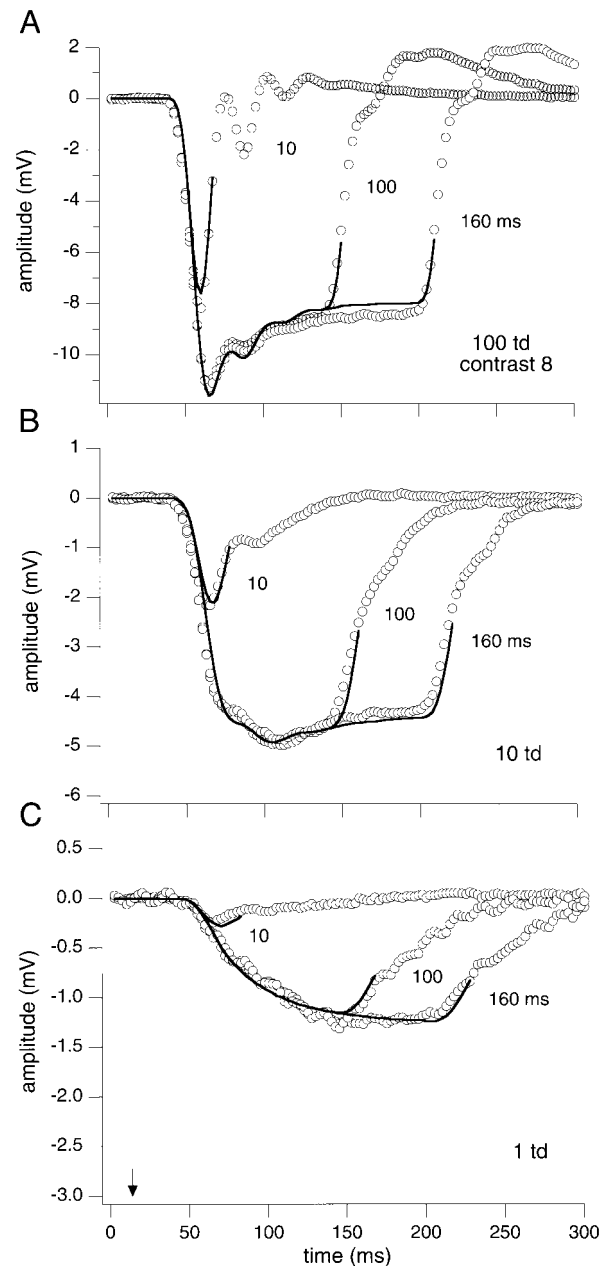 A
2
0
-2
-4
-6
-8
-10
amplitude (mV)
10
100
160 ms
100 td
contrast 8
B
1
0
-1
-2
-3
-4
-5
-6
amplitude (mV)
10
100
160 ms
10 td
C
0.5
0.0
-0.5
-1.0
-1.5
-2.0
-2.5
-3.0
amplitude (mV)
10
100
160 ms
1 td
0 50 100 150 200 250 300
time (ms)